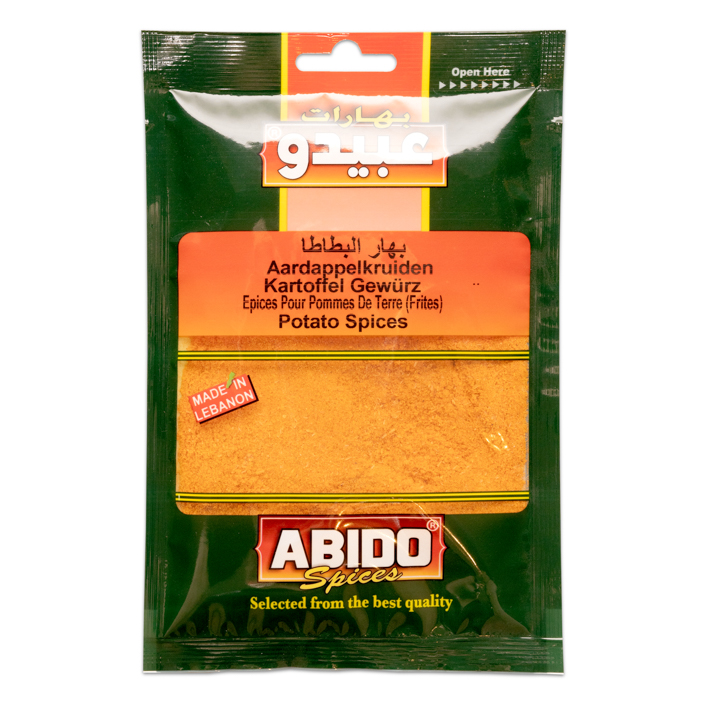 Open Here
بهارات
عبيدو
بهار البطاطا
Aardappelkruiden
Kartoffel Gewürz
Epices Pour Pommes De Terre (Frites)
Potato Spices
MADE IN
LEBANON
ABIDO®
Spices
Selected from the best quality